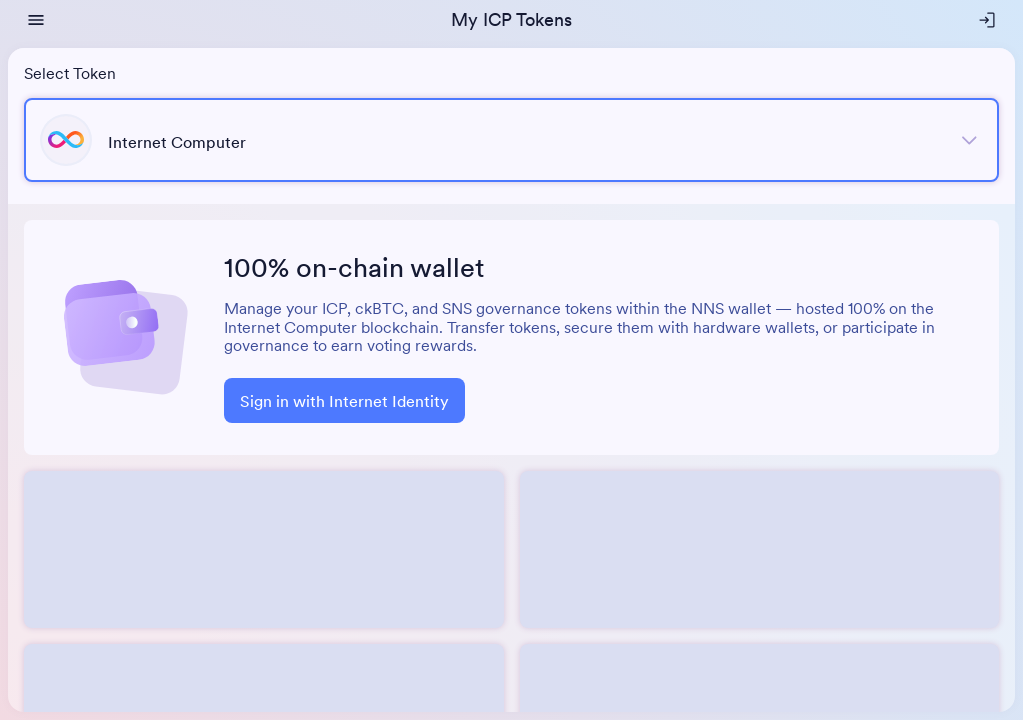 My ICP Tokens
Select Token
Internet Computer
100% on-chain wallet
Manage your ICP, ckBTC, and SNS governance tokens within the NNS wallet — hosted 100% on the
Internet Computer blockchain. Transfer tokens, secure them with hardware wallets, or participate in
governance to earn voting rewards.
Sign in with Internet Identity